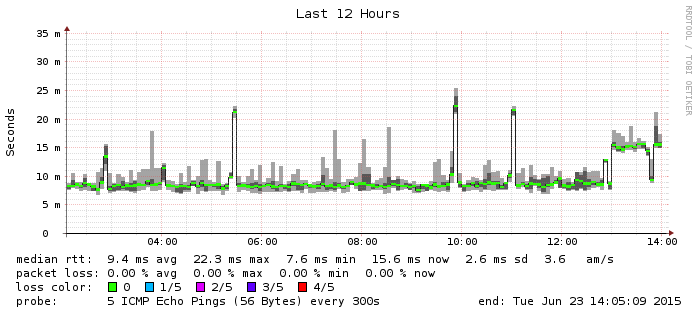 Last 12 Hours
RRDTOOL / TOBI OETIKER
Seconds
35 m
30 m
25 m
20 m
15 m
10 m
5 m
0
04:00 06:00 08:00 10:00 12:00 14:00
median rtt: 9.4 ms avg 22.3 ms max 7.6 ms min 15.6 ms now 2.6 ms sd 3.6 am/s
packet loss: 0.00 % avg 0.00 % max 0.00 % min 0.00 % now
loss color: 0 1/5 2/5 3/5 4/5
probe: 5 ICMP Echo Pings (56 Bytes) every 300s end: Tue Jun 23 14:05:09 2015